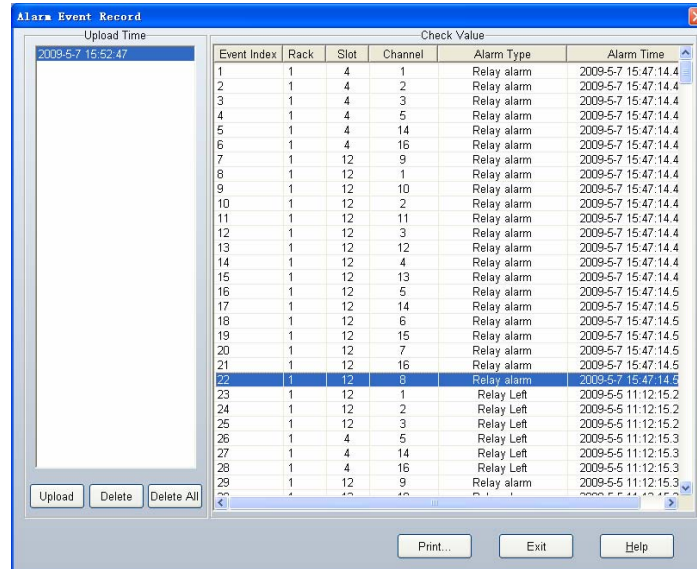 Alarm Event Record
Upload Time
Check Value
2009-5-7 15:52:47
Event Index Rack Slot Channel Alarm Type Alarm Time
1 1 4 1 Relay alarm 2009-5-7 15:47:14.4
2 1 4 2 Relay alarm 2009-5-7 15:47:14.4
3 1 4 3 Relay alarm 2009-5-7 15:47:14.4
4 1 4 5 Relay alarm 2009-5-7 15:47:14.4
5 1 4 14 Relay alarm 2009-5-7 15:47:14.4
6 1 4 16 Relay alarm 2009-5-7 15:47:14.4
7 1 12 9 Relay alarm 2009-5-7 15:47:14.4
8 1 12 1 Relay alarm 2009-5-7 15:47:14.4
9 1 12 10 Relay alarm 2009-5-7 15:47:14.4
10 1 12 2 Relay alarm 2009-5-7 15:47:14.4
11 1 12 11 Relay alarm 2009-5-7 15:47:14.4
12 1 12 3 Relay alarm 2009-5-7 15:47:14.4
13 1 12 12 Relay alarm 2009-5-7 15:47:14.4
14 1 12 4 Relay alarm 2009-5-7 15:47:14.4
15 1 12 13 Relay alarm 2009-5-7 15:47:14.4
16 1 12 5 Relay alarm 2009-5-7 15:47:14.5
17 1 12 14 Relay alarm 2009-5-7 15:47:14.5
18 1 12 6 Relay alarm 2009-5-7 15:47:14.5
19 1 12 15 Relay alarm 2009-5-7 15:47:14.5
20 1 12 7 Relay alarm 2009-5-7 15:47:14.5
21 1 12 16 Relay alarm 2009-5-7 15:47:14.5
22 1 12 8 Relay alarm 2009-5-7 15:47:14.5
23 1 12 1 Relay Left 2009-5-5 11:12:15.2
24 1 12 2 Relay Left 2009-5-5 11:12:15.2
25 1 12 3 Relay Left 2009-5-5 11:12:15.2
26 1 4 5 Relay Left 2009-5-5 11:12:15.3
27 1 4 14 Relay Left 2009-5-5 11:12:15.3
28 1 4 16 Relay Left 2009-5-5 11:12:15.3
29 1 12 9 Relay alarm 2009-5-5 11:12:15.3
Upload Delete Delete All
Print... Exit Help